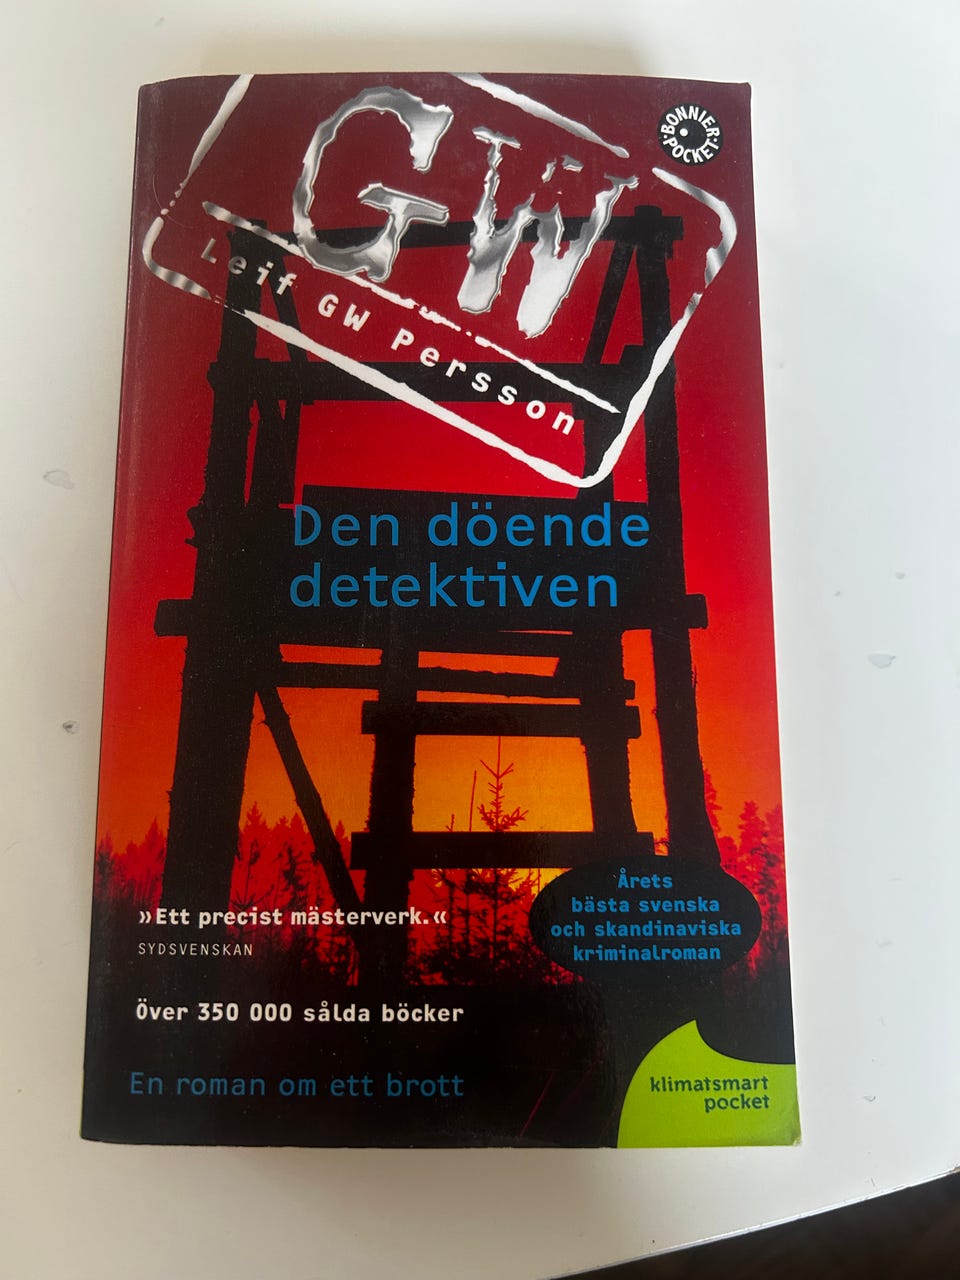 GW
Leif GW Persson
BONNIER
POCKET
Den döende
detektiven
»Ett precist mästerverk.«
SYDSVENSKAN
Över 350 000 sålda böcker
En roman om ett brott
Årets
bästa svenska
och skandinaviska
kriminalroman
klimatsmart
pocket